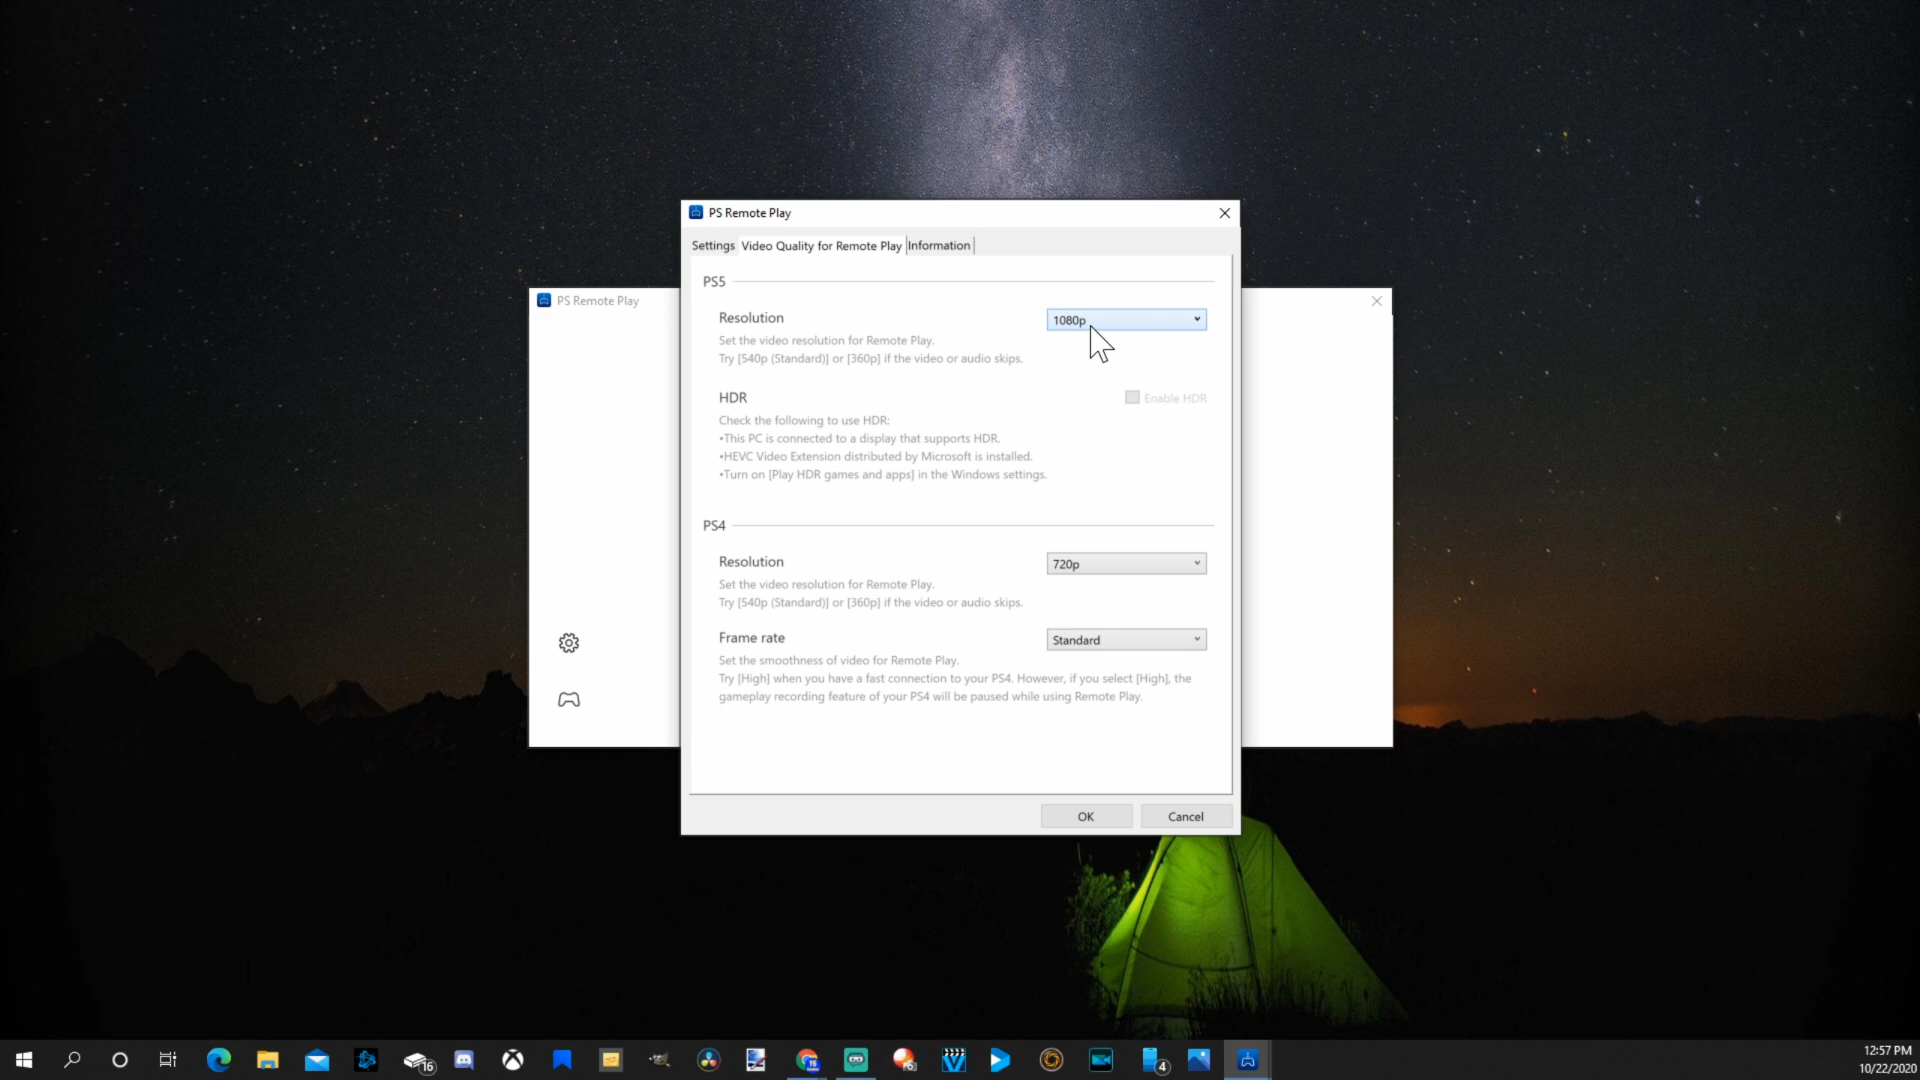 PS Remote Play
Settings Video Quality for Remote Play Information
PS Remote Play
PS5
Resolution
1080p
Set the video resolution for Remote Play.
Try [540p (Standard)] or [360p] if the video or audio skips.
HDR
Enable HDR
Check the following to use HDR:
•This PC is connected to a display that supports HDR.
•HEVC Video Extension distributed by Microsoft is installed.
•Turn on [Play HDR games and apps] in the Windows settings.
PS4
Resolution
720p
Set the video resolution for Remote Play.
Try [540p (Standard)] or [360p] if the video or audio skips.
Frame rate
Standard
Set the smoothness of video for Remote Play.
Try [High] when you have a fast connection to your PS4. However, if you select [High], the
gameplay recording feature of your PS4 will be paused while using Remote Play.
OK Cancel
16
4
12:57 PM
10/22/2020